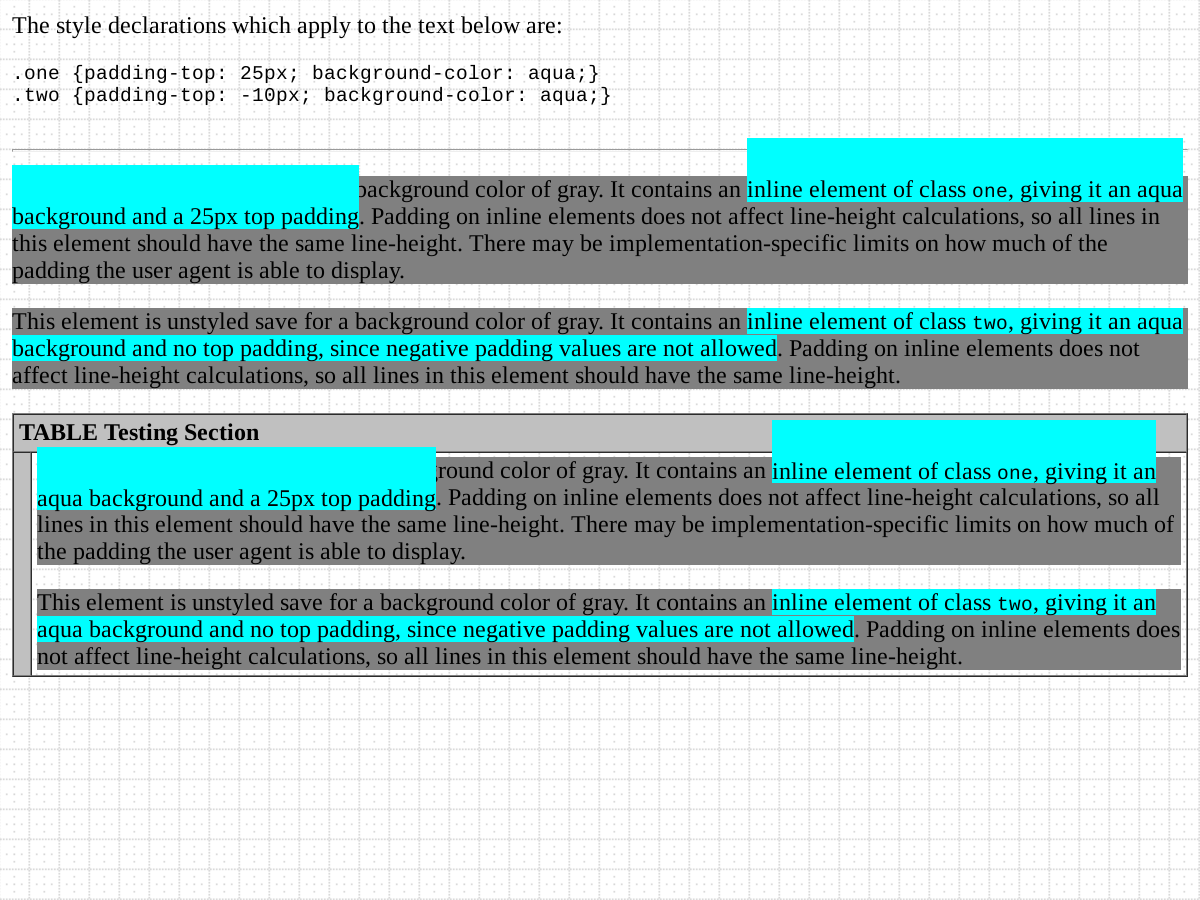 The style declarations which apply to the text below are:
.one {padding-top: 25px; background-color: aqua;}
.two {padding-top: -10px; background-color: aqua;}
background color of gray. It contains an inline element of class one, giving it an aqua
background and a 25px top padding. Padding on inline elements does not affect line-height calculations, so all lines in
this element should have the same line-height. There may be implementation-specific limits on how much of the
padding the user agent is able to display.
This element is unstyled save for a background color of gray. It contains an inline element of class two, giving it an aqua
background and no top padding, since negative padding values are not allowed. Padding on inline elements does not
affect line-height calculations, so all lines in this element should have the same line-height.
TABLE Testing Section
ground color of gray. It contains an inline element of class one, giving it an
aqua background and a 25px top padding. Padding on inline elements does not affect line-height calculations, so all
lines in this element should have the same line-height. There may be implementation-specific limits on how much of
the padding the user agent is able to display.
This element is unstyled save for a background color of gray. It contains an inline element of class two, giving it an
aqua background and no top padding, since negative padding values are not allowed. Padding on inline elements does
not affect line-height calculations, so all lines in this element should have the same line-height.